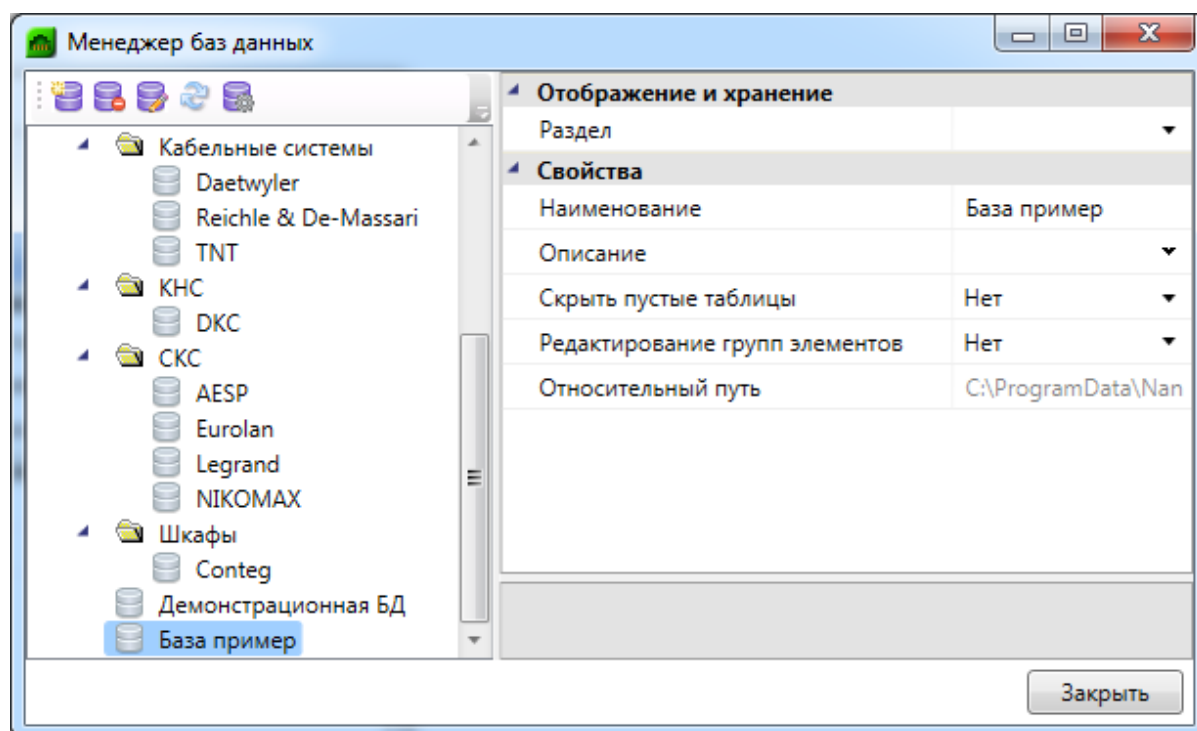 Менеджер баз данных
Кабельные системы
Daetwyler
Reichle & De-Massari
TNT
КНС
DKC
СКС
AESP
Eurolan
Legrand
NIKOMAX
Шкафы
Conteg
Демонстрационная БД
База пример
Отображение и хранение
Раздел
Свойства
Наименование База пример
Описание
Скрыть пустые таблицы Нет
Редактирование групп элементов Нет
Относительный путь C:\ProgramData\Nan
Закрыть